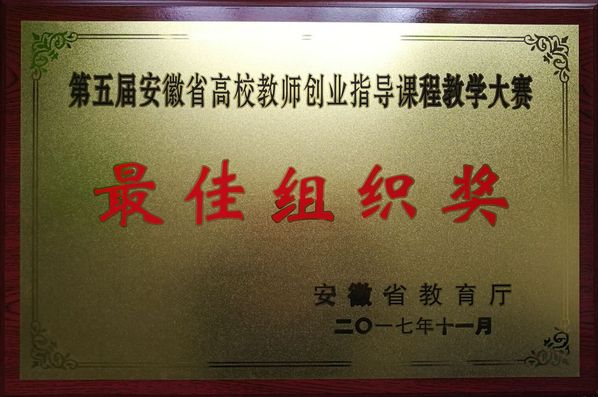 第五届安徽省高校教师创业指导课程教学大赛
最佳组织奖
安徽省教育厅
二〇一七年十一月